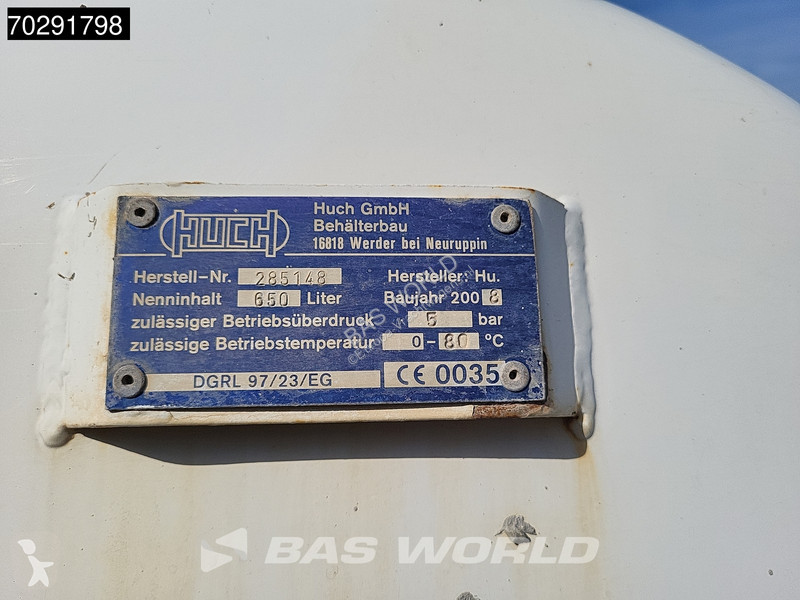 70291798
HUCH
Huch GmbH
Behälterbau
16818 Werder bei Neuruppin
Herstell-Nr. 285148 Hersteller: Hu.
Nenninhalt 650 Liter Baujahr 2008
zulässiger Betriebsüberdruck 5 bar
zulässige Betriebstemperatur 0-80 °C
DGRL 97/23/EG CE 0035
BAS WORLD
BAS WORLD